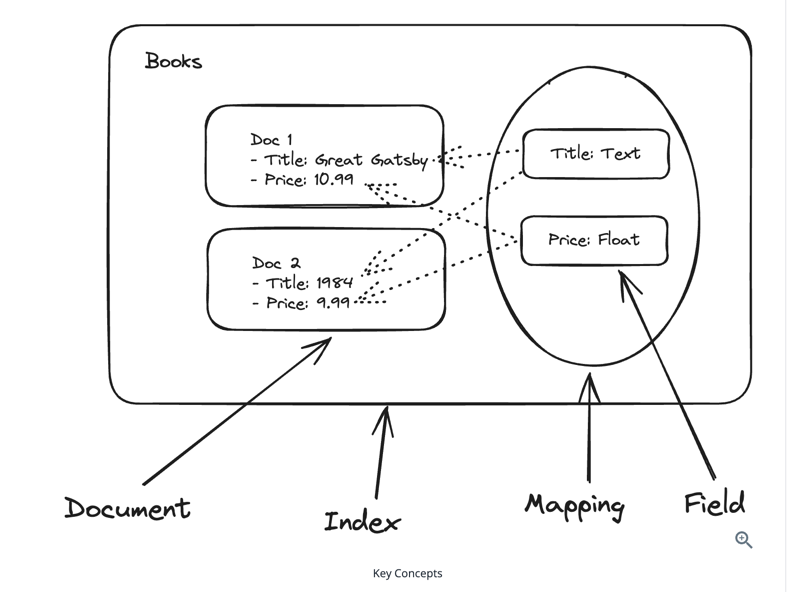 Books
Doc 1
- Title: Great Gatsby
- Price: 10.99
Doc 2
- Title: 1984
- Price: 9.99
Title: Text
Price: Float
Document
Index
Mapping
Field
Key Concepts